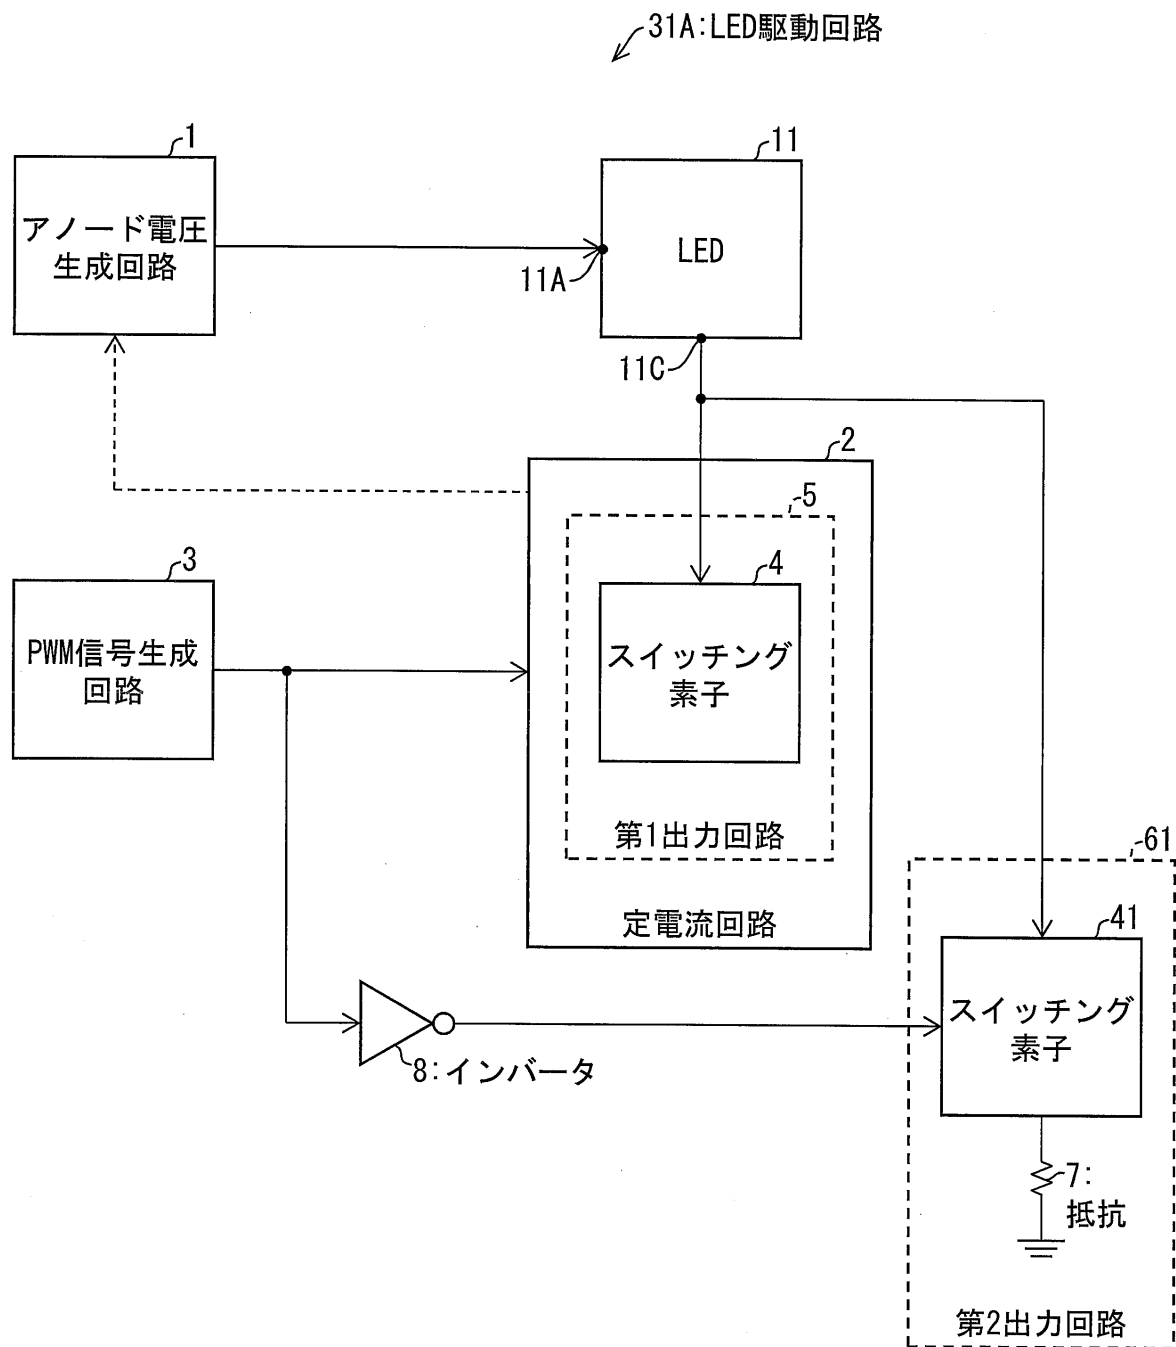 31A:LED駆動回路
1
アノード電圧
生成回路
11
LED
11A
11C
2
5
4
スイッチング
素子
第1出力回路
定電流回路
3
PWM信号生成
回路
8:インバータ
61
41
スイッチング
素子
7:
抵抗
第2出力回路